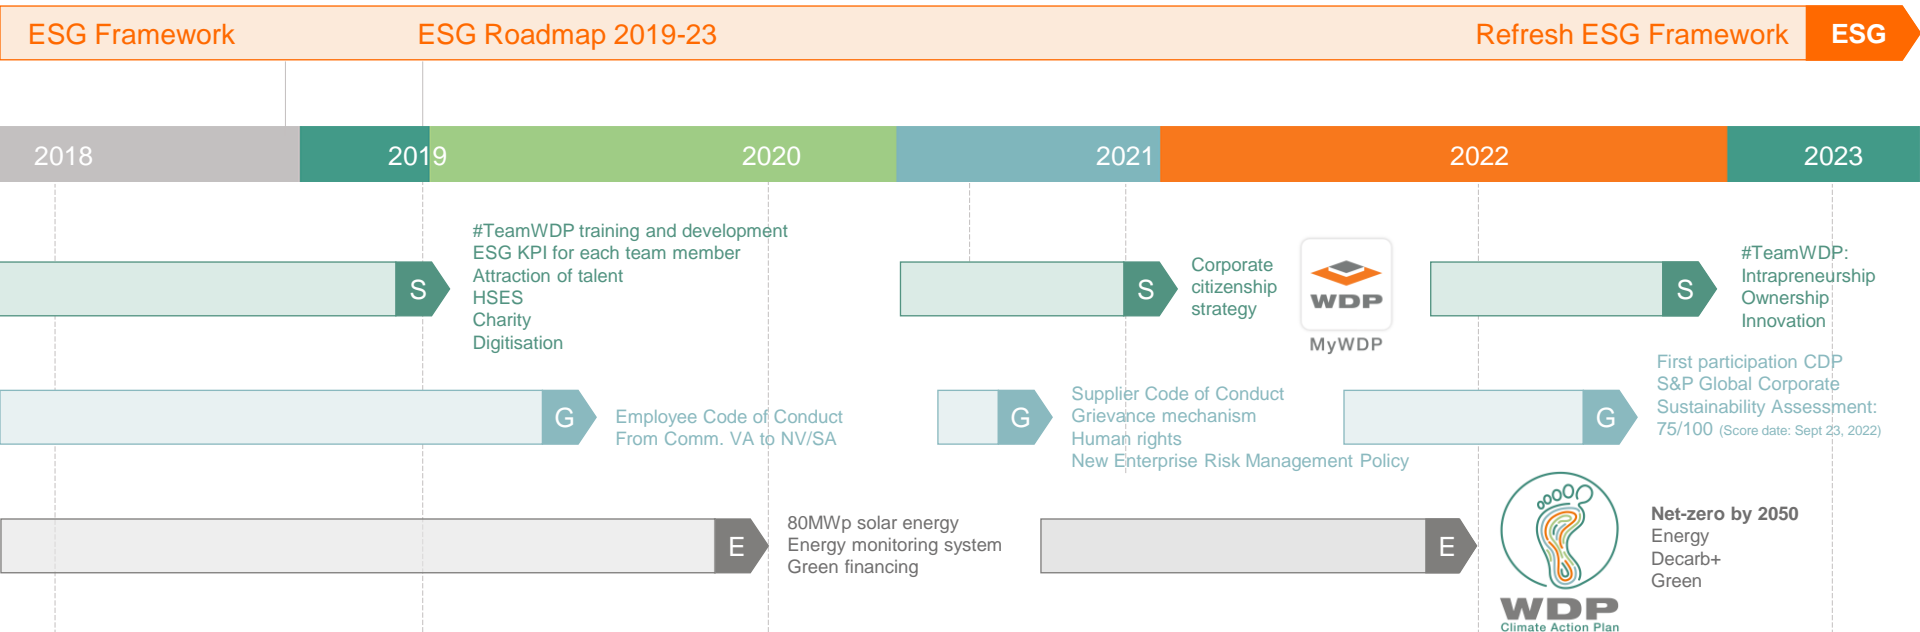 ESG Framework
ESG Roadmap 2019-23
Refresh ESG Framework
ESG
2018
2019
2020
2021
2022
2023
S
#TeamWDP training and development
ESG KPI for each team member
Attraction of talent
HSES
Charity
Digitisation
S
Corporate
citizenship
strategy
WDP
MyWDP
S
#TeamWDP:
Intrapreneurship
Ownership
Innovation
G
Employee Code of Conduct
From Comm. VA to NV/SA
G
Supplier Code of Conduct
Grievance mechanism
Human rights
New Enterprise Risk Management Policy
G
First participation CDP
S&P Global Corporate
Sustainability Assessment:
75/100 (Score date: Sept 23, 2022)
E
80MWp solar energy
Energy monitoring system
Green financing
E
WDP
Climate Action Plan
Net-zero by 2050
Energy
Decarb+
Green